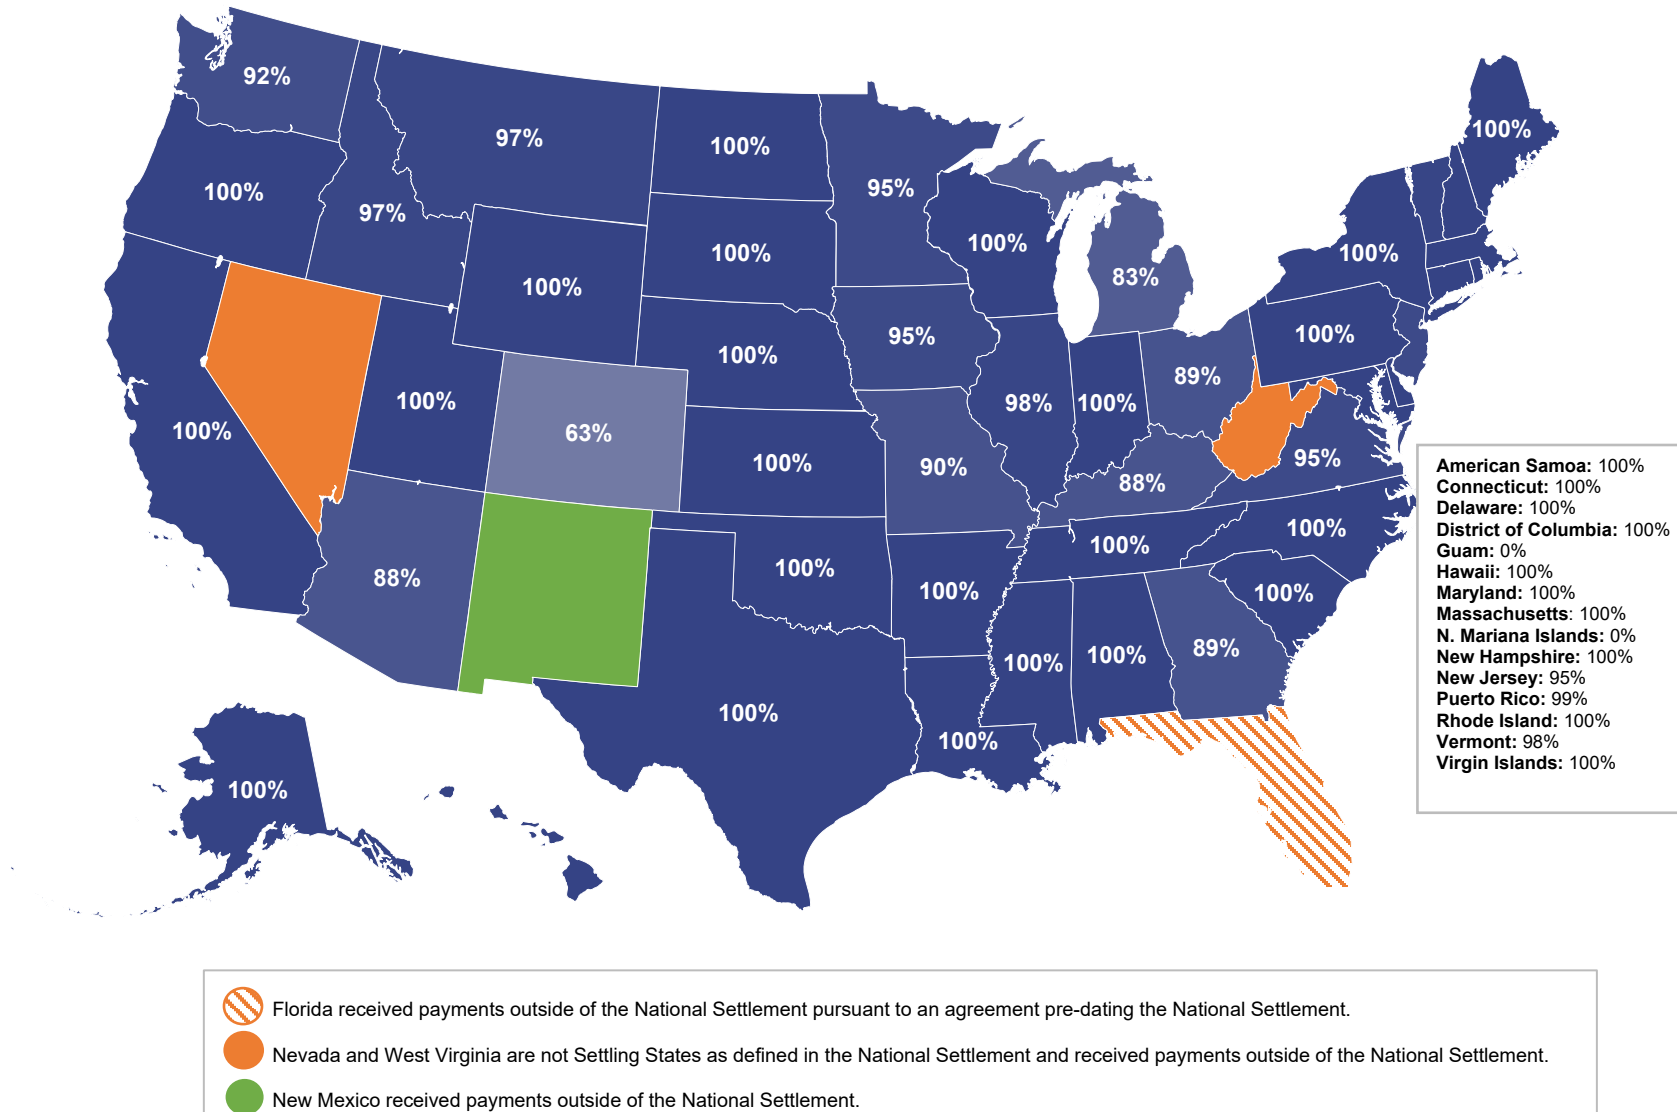 92%
97%
100%
100%
100%
97%
95%
100%
100%
100%
100%
83%
100%
95%
100%
100%
89%
100%
98%
100%
100%
63%
100%
90%
88%
95%
88%
100%
100%
100%
100%
100%
100%
100%
89%
100%
100%
100%
American Samoa: 100%
Connecticut: 100%
Delaware: 100%
District of Columbia: 100%
Guam: 0%
Hawaii: 100%
Maryland: 100%
Massachusetts: 100%
N. Mariana Islands: 0%
New Hampshire: 100%
New Jersey: 95%
Puerto Rico: 99%
Rhode Island: 100%
Vermont: 98%
Virgin Islands: 100%
Florida received payments outside of the National Settlement pursuant to an agreement pre-dating the National Settlement.
Nevada and West Virginia are not Settling States as defined in the National Settlement and received payments outside of the National Settlement.
New Mexico received payments outside of the National Settlement.